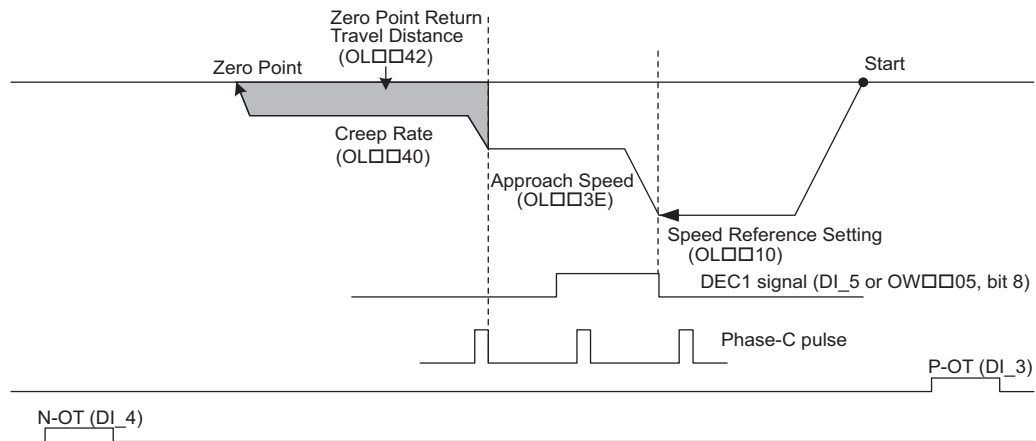 Zero Point Return
Travel Distance
(OL□□42)
Zero Point
Start
Creep Rate
(OL□□40)
Approach Speed
(OL□□3E)
Speed Reference Setting
(OL□□10)
DEC1 signal (DI_5 or OW□□05, bit 8)
Phase-C pulse
P-OT (DI_3)
N-OT (DI_4)